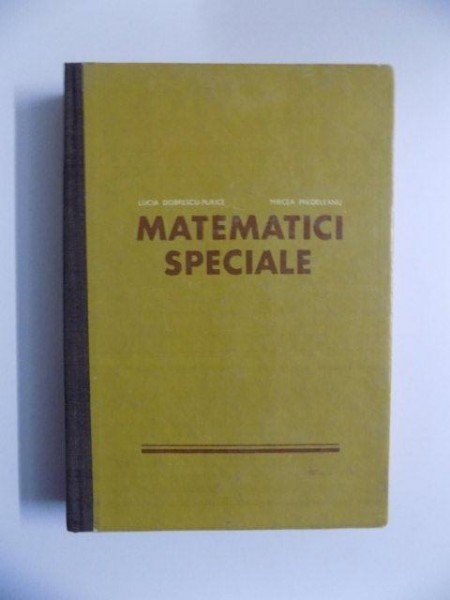 LUCIA DOBRESCU-PURICE MIRCEA PREDELEANU
MATEMATICI
SPECIALE